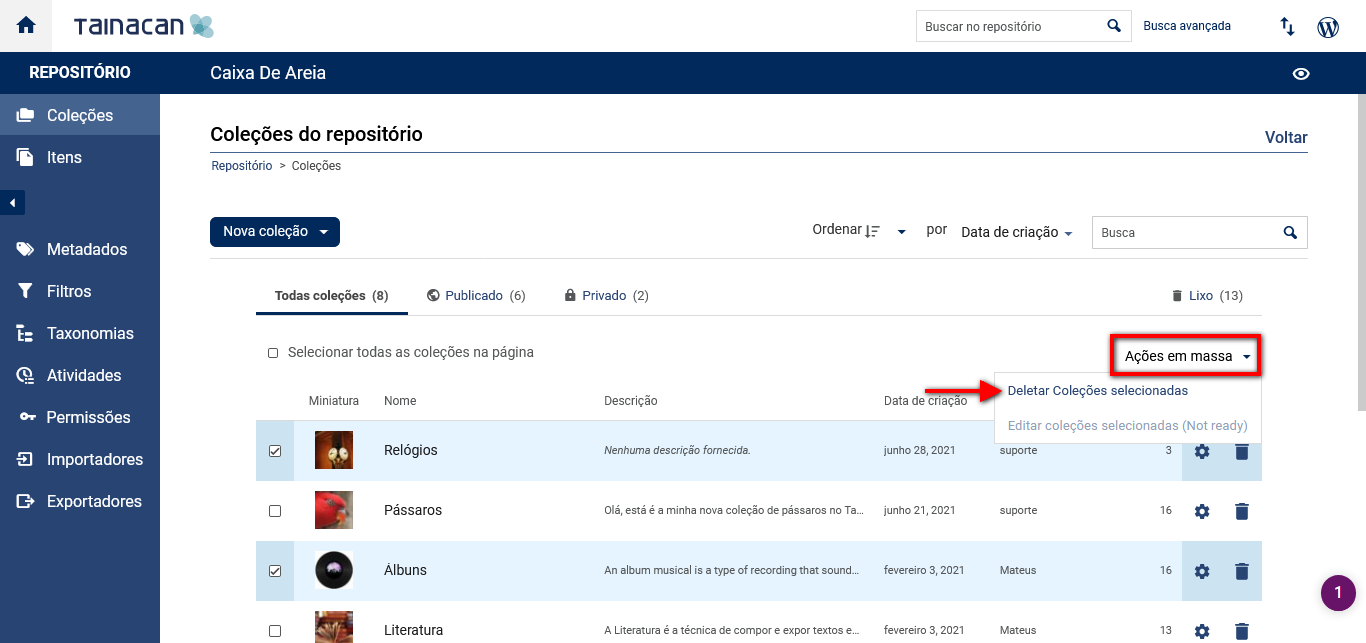 TAINACAN
Buscar no repositório
Busca avançada
REPOSITÓRIO
Caixa De Areia
Coleções
Itens
Metadados
Filtros
Taxonomias
Atividades
Permissões
Importadores
Exportadores
Coleções do repositório
Voltar
Repositório > Coleções
Nova coleção
Ordenar
por
Data de criação
Busca
Todas coleções (8)
Publicado (6)
Privado (2)
Lixo (13)
Selecionar todas as coleções na página
Ações em massa
Deletar Coleções selecionadas
Editar coleções selecionadas (Not ready)
Miniatura Nome Descrição Data de criação
Relógios Nenhuma descrição fornecida. junho 28, 2021 suporte 3
Pássaros Olá, está é a minha nova coleção de pássaros no Ta... junho 21, 2021 suporte 16
Álbuns An album musical is a type of recording that sound... fevereiro 3, 2021 Mateus 16
Literatura A Literatura é a técnica de compor e expor textos e... fevereiro 3, 2021 Mateus 13
1